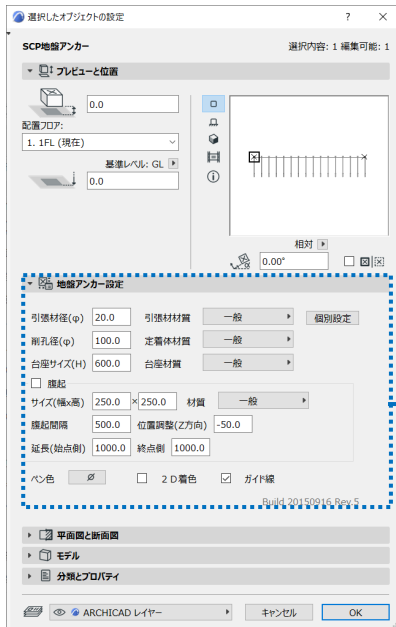 選択したオブジェクトの設定 ? ×
SCP地盤アンカー 選択内容: 1 編集可能: 1
プレビューと位置
0.0
配置フロア:
1. 1FL (現在)
基準レベル: GL
0.0
相対
0.00°
地盤アンカー設定
引張材径(φ) 20.0 引張材材質 一般 個別設定
削孔径(φ) 100.0 定着体材質 一般
台座サイズ(H) 600.0 台座材質 一般
腹起
サイズ(幅x高) 250.0 × 250.0 材質 一般
腹起間隔 500.0 位置調整(Z方向) -50.0
延長(始点側) 1000.0 終点側 1000.0
ペン色 2D着色 ガイド線
Build 20150916 Rev.5
平面図と断面図
モデル
分類とプロパティ
ARCHICAD レイヤー キャンセル OK